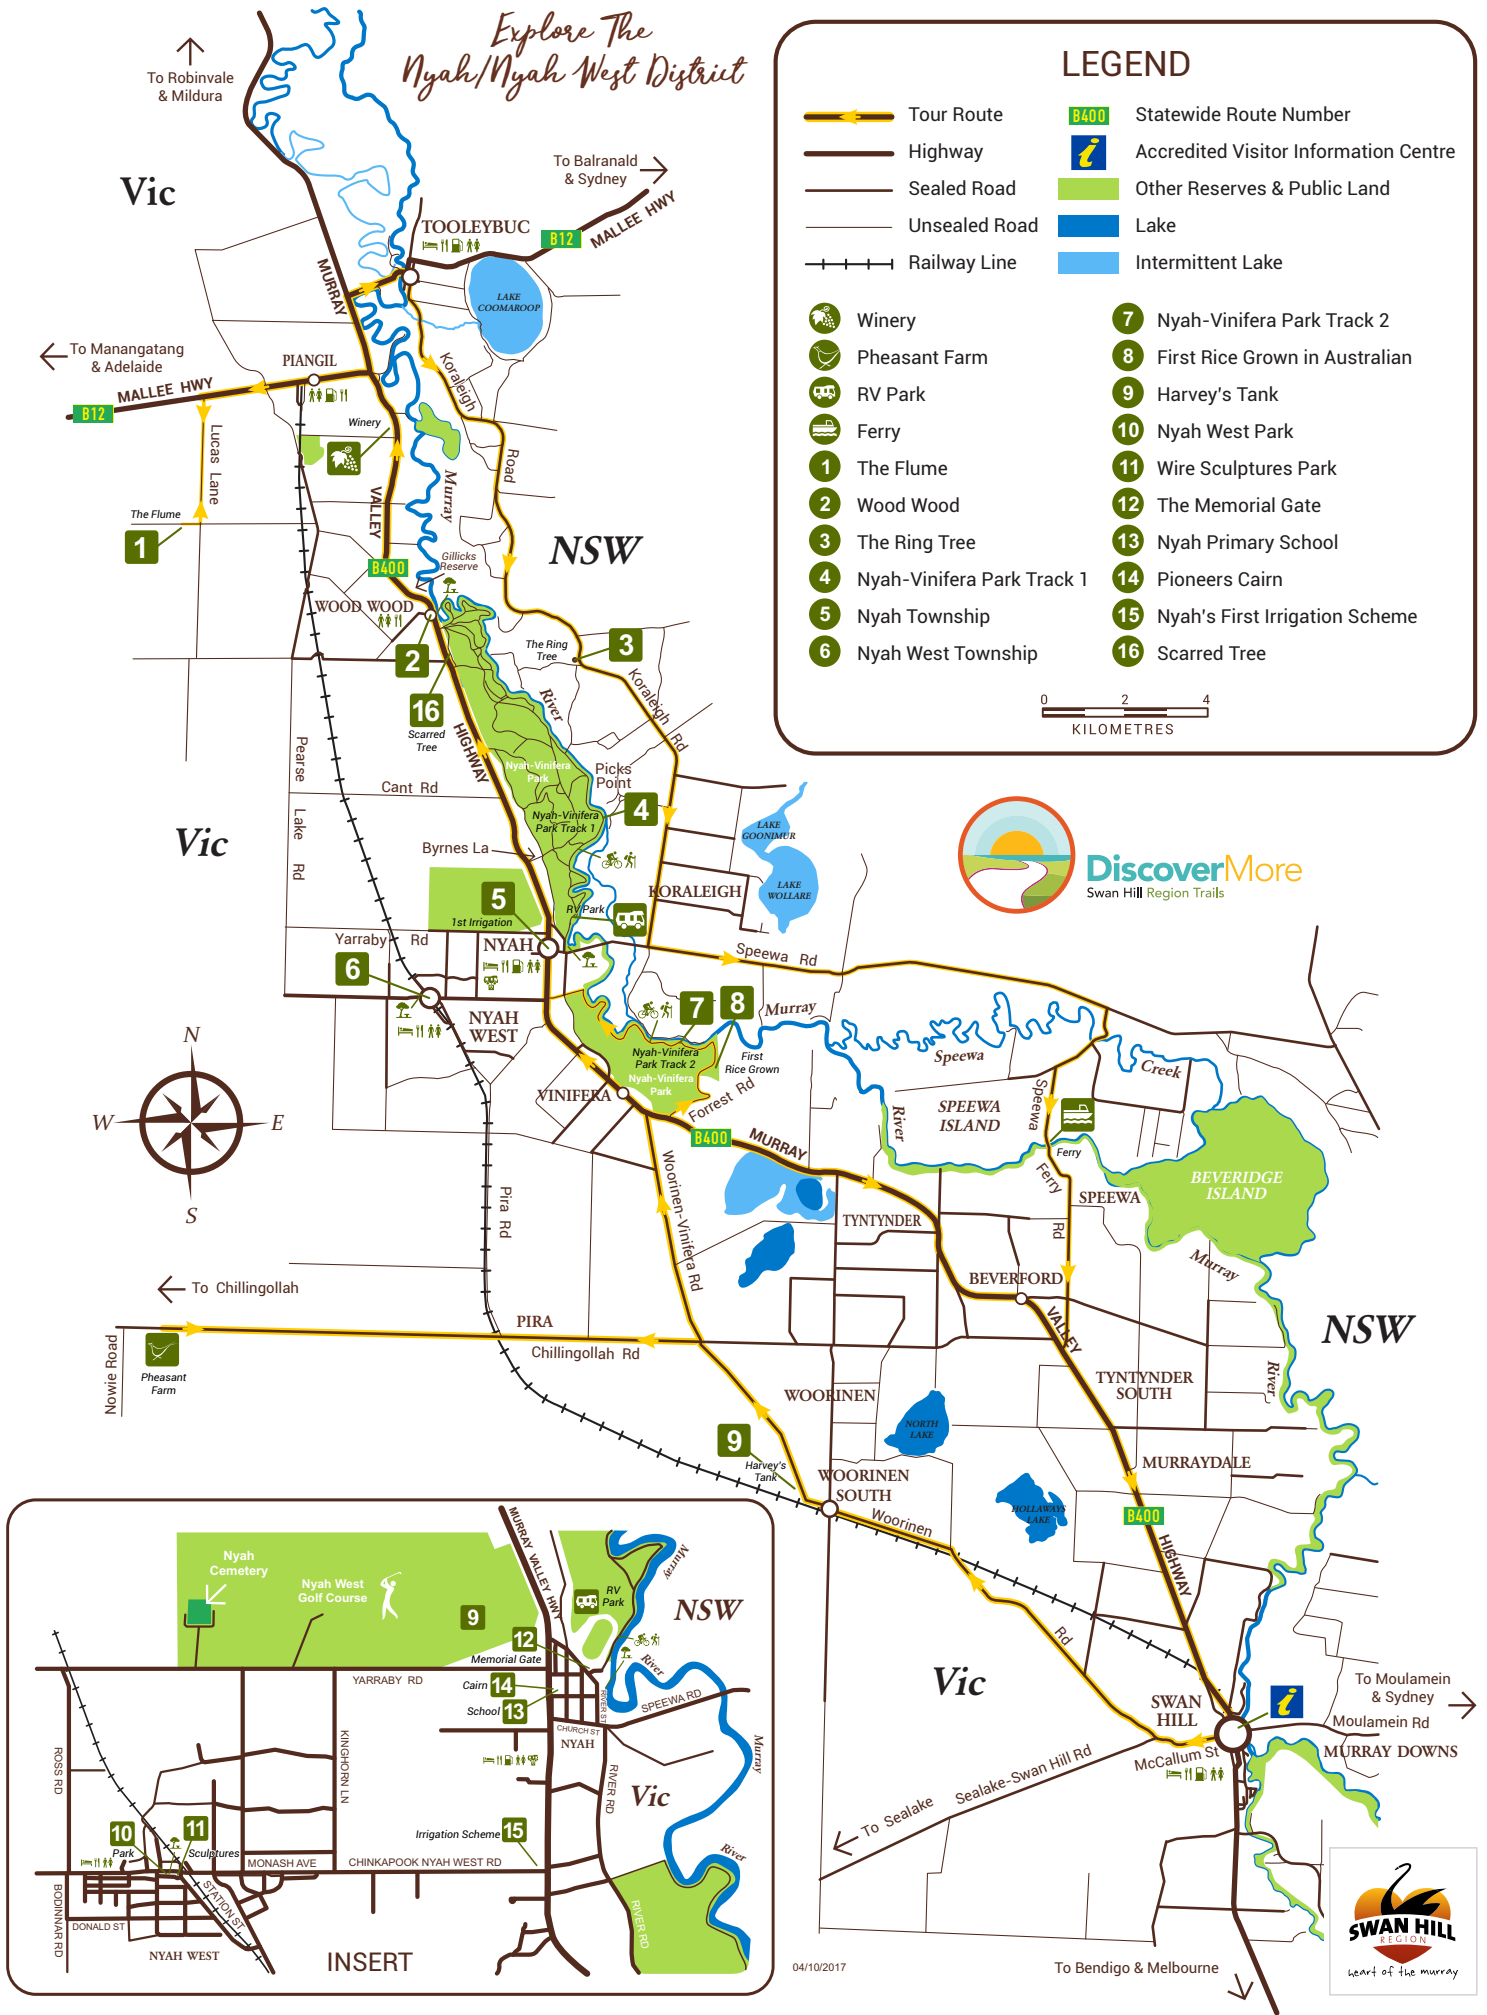 Explore The
Nyah/Nyah West District
To Robinvale
& Mildura
Vic
To Balranald
& Sydney
MALLEE HWY
B12
TOOLEYBUC
MURRAY
LAKE
COOMAROOP
To Manangatang
& Adelaide
PIANGIL
MALLEE HWY
B12
Koraleigh
Road
Winery
Lucas Lane
The Flume
1
VALLEY
Murray
NSW
B400
Gillicks
Reserve
WOOD WOOD
2
The Ring
Tree
3
16
Scarred
Tree
River
Koraleigh
Rd
HIGHWAY
Nyah-Vinifera
Park
Picks
Point
Pearse
Lake
Rd
Cant Rd
Nyah-Vinifera
Park Track 1
4
Vic
Byrnes La
LAKE
GOONIMUR
LAKE
WOLLARE
KORALEIGH
5
1st Irrigation
RV Park
Yarraby Rd
NYAH
Speewa Rd
6
NYAH
WEST
7
8
Murray
Nyah-Vinifera
Park Track 2
First
Rice Grown
Nyah-Vinifera
Park
Speewa
Creek
VINIFERA
Forrest Rd
B400
MURRAY
River
SPEEWA
ISLAND
Speewa
Ferry
Ferry
Rd
SPEEWA
BEVERIDGE
ISLAND
N
W
E
S
Pira Rd
Woorinen-Vinifera Rd
TYNTYNDER
BEVERFORD
Murray
NSW
To Chillingollah
PIRA
Chillingollah Rd
Nowie Road
Pheasant
Farm
VALLEY
TYNTYNDER
SOUTH
River
WOORINEN
NORTH
LAKE
9
Harvey's
Tank
WOORINEN
SOUTH
MURRAYDALE
HOLLAWAYS
LAKE
B400
Woorinen
Rd
HIGHWAY
Vic
SWAN
HILL
To Moulamein
& Sydney
Moulamein Rd
MURRAY DOWNS
McCallum St
To Sealake
Sealake-Swan Hill Rd
To Bendigo & Melbourne
04/10/2017
LEGEND
Tour Route
Highway
Sealed Road
Unsealed Road
Railway Line
B400 Statewide Route Number
i Accredited Visitor Information Centre
Other Reserves & Public Land
Lake
Intermittent Lake
Winery
Pheasant Farm
RV Park
Ferry
1 The Flume
2 Wood Wood
3 The Ring Tree
4 Nyah-Vinifera Park Track 1
5 Nyah Township
6 Nyah West Township
7 Nyah-Vinifera Park Track 2
8 First Rice Grown in Australian
9 Harvey's Tank
10 Nyah West Park
11 Wire Sculptures Park
12 The Memorial Gate
13 Nyah Primary School
14 Pioneers Cairn
15 Nyah's First Irrigation Scheme
16 Scarred Tree
0 2 4
KILOMETRES
DiscoverMore
Swan Hill Region Trails
i
Nyah
Cemetery
Nyah West
Golf Course
9
MURRAY VALLEY HWY
RV
Park
Murray
NSW
12
Memorial Gate
Cairn 14
School 13
River
RIVER ST
SPEEWA RD
CHURCH ST
NYAH
YARRABY RD
ROSS RD
KINGHORN LN
RIVER RD
Vic
Murray
River
10
Park
11
Sculptures
Irrigation Scheme 15
MONASH AVE
CHINKAPOOK NYAH WEST RD
BODINNAR RD
DONALD ST
STATION ST
NYAH WEST
RIVER RD
INSERT
SWAN HILL
REGION
heart of the murray